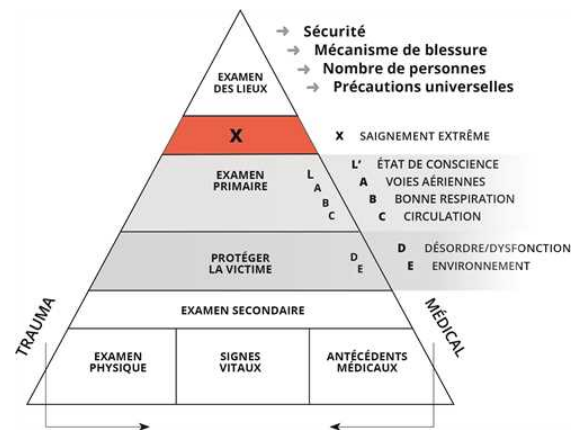 EXAMEN
DES LIEUX
→ Sécurité
→ Mécanisme de blessure
→ Nombre de personnes
→ Précautions universelles
X
X SAIGNEMENT EXTRÊME
EXAMEN
PRIMAIRE
L
A
B
C
L' ÉTAT DE CONSCIENCE
A VOIES AÉRIENNES
B BONNE RESPIRATION
C CIRCULATION
PROTÉGER
LA VICTIME
D
E
D DÉSORDRE/DYSFONCTION
E ENVIRONNEMENT
EXAMEN SECONDAIRE
TRAUMA
MÉDICAL
EXAMEN
PHYSIQUE
SIGNES
VITAUX
ANTÉCÉDENTS
MÉDICAUX